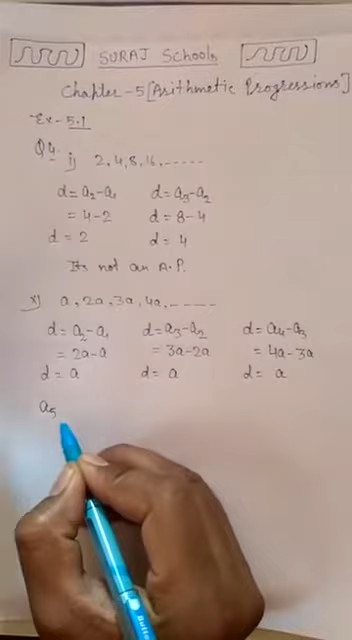 SURAJ Schools
Chapter-5[Arithmetic Progressions]
Ex-5.1
Q4. i) 2, 4, 8, 16, -----
d = a₂-a₁ d = a₃-a₂
= 4-2 d = 8-4
d = 2 d = 4
Its not an A.P.
x) a, 2a, 3a, 4a, -----
d = a₂-a₁ d = a₃-a₂ d = a₄-a₃
= 2a-a = 3a-2a = 4a-3a
d = a d = a d = a
a₅